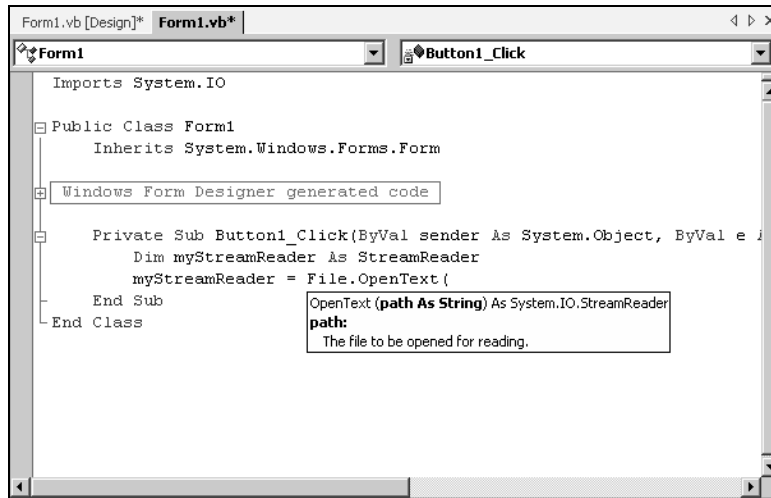 Form1.vb [Design]* Form1.vb*
Form1 Button1_Click
Imports System.IO
Public Class Form1
Inherits System.Windows.Forms.Form
Windows Form Designer generated code
Private Sub Button1_Click(ByVal sender As System.Object, ByVal e
Dim myStreamReader As StreamReader
myStreamReader = File.OpenText(
End Sub
OpenText (path As String) As System.IO.StreamReader
End Class
path:
The file to be opened for reading.